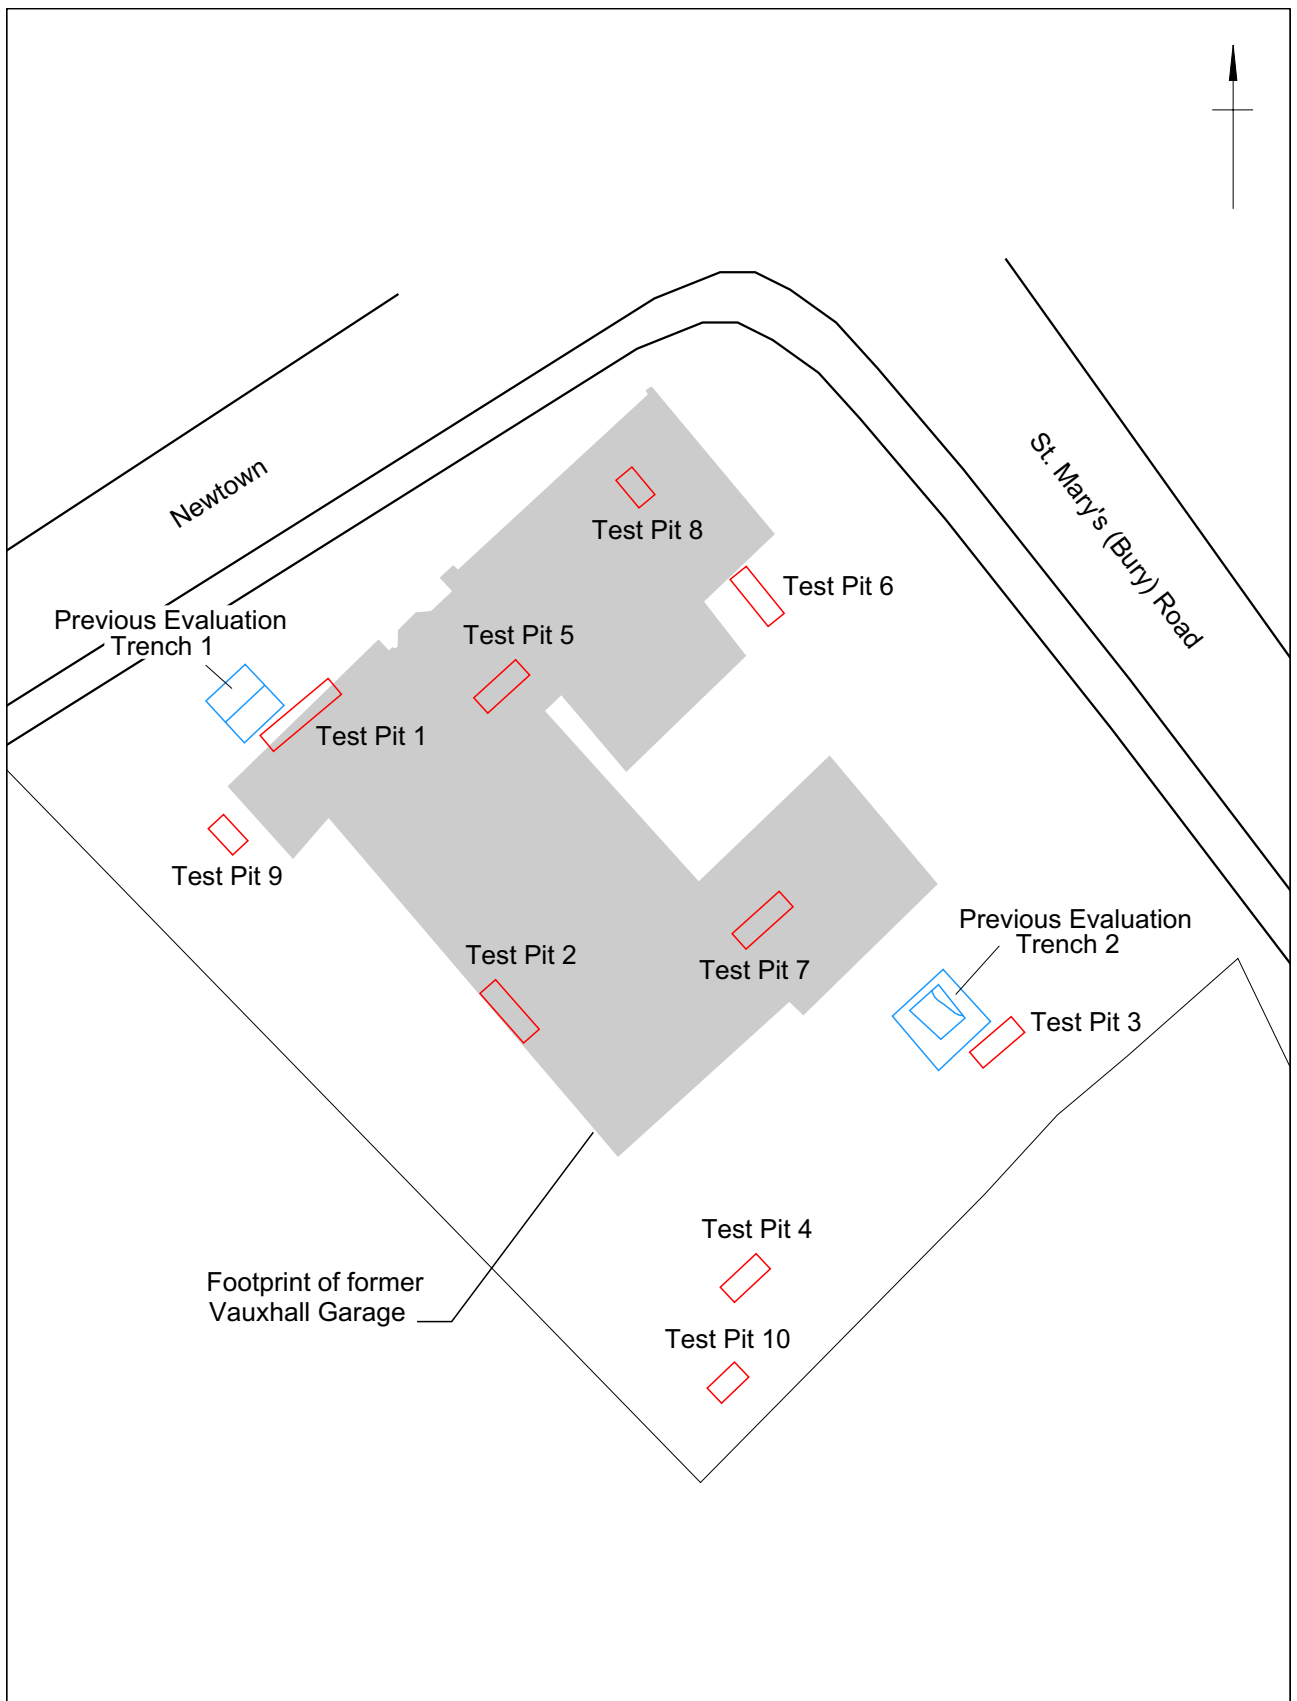 Newtown
St. Mary's (Bury) Road
Test Pit 8
Test Pit 6
Previous Evaluation
Trench 1
Test Pit 5
Test Pit 1
Test Pit 9
Previous Evaluation
Trench 2
Test Pit 2
Test Pit 7
Test Pit 3
Test Pit 4
Footprint of former
Vauxhall Garage
Test Pit 10